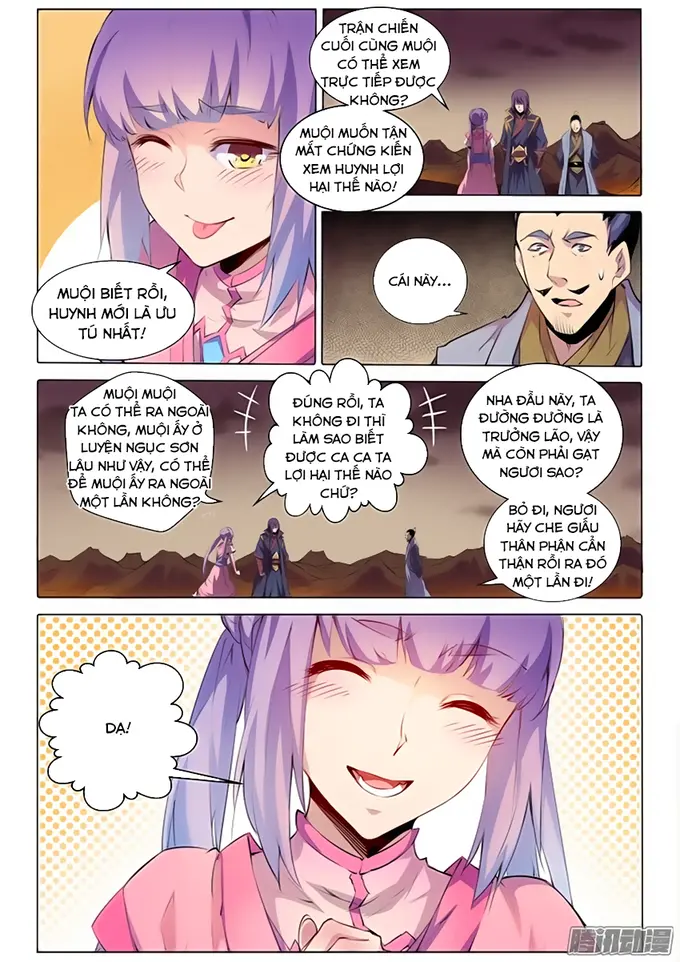 MUỘI BIẾT RỒI,
HUYNH MỚI LÀ ƯU
TÚ NHẤT!
TRẬN CHIẾN
CUỐI CÙNG MUỘI
CÓ THỂ XEM
TRỰC TIẾP ĐƯỢC
KHÔNG?
MUỘI MUỐN TẬN
MẮT CHỨNG KIẾN
XEM HUYNH LỢI
HẠI THẾ NÀO!
CÁI NÀY...
MUỘI MUỘI
TA CÓ THỂ RA NGOÀI
KHÔNG, MUỘI ẤY Ở
LUYỆN NGỤC SƠN
LÂU NHƯ VẬY, CÓ THỂ
ĐỂ MUỘI ẤY RA NGOÀI
MỘT LẦN KHÔNG?
ĐÚNG RỒI, TA
KHÔNG ĐI THÌ
LÀM SAO BIẾT
ĐƯỢC CA CA TA
LỢI HẠI THẾ NÀO
CHỨ?
NHA ĐẦU NÀY, TA
ĐƯỜNG ĐƯỜNG LÀ
TRƯỞNG LÃO, VẬY
MÀ CÒN PHẢI GẠT
NGƯƠI SAO?
BỎ ĐI, NGƯƠI
HÃY CHE GIẤU
THÂN PHẬN CẨN
THẬN RỒI RA ĐÓ
MỘT LẦN ĐI!
DẠ!
腾讯动漫